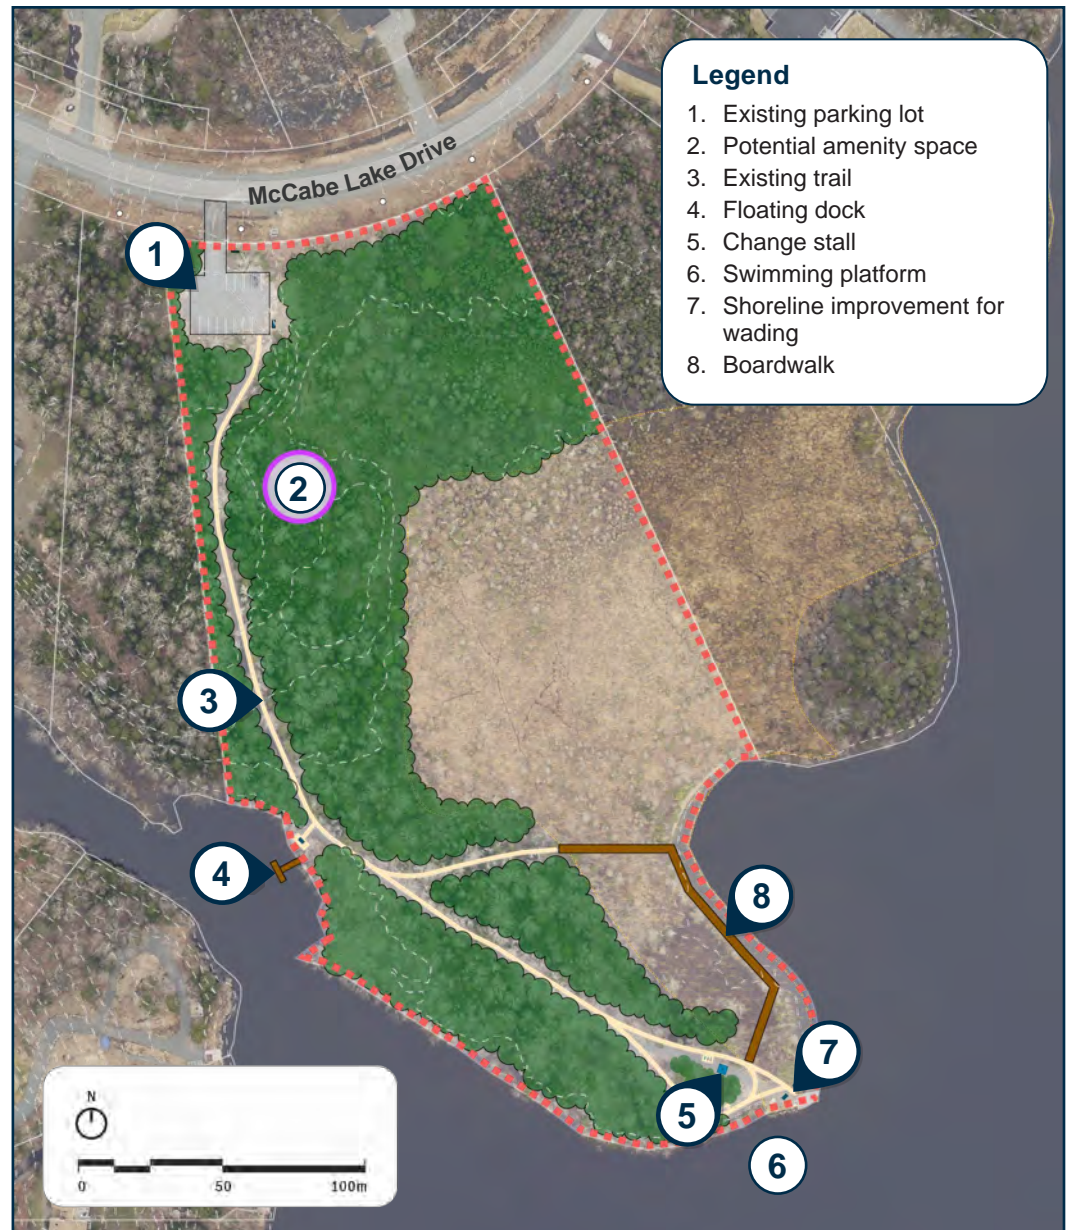 Legend
1. Existing parking lot
2. Potential amenity space
3. Existing trail
4. Floating dock
5. Change stall
6. Swimming platform
7. Shoreline improvement for
wading
8. Boardwalk
McCabe Lake Drive
1
2
3
4
8
7
5
6
N
0 50 100m